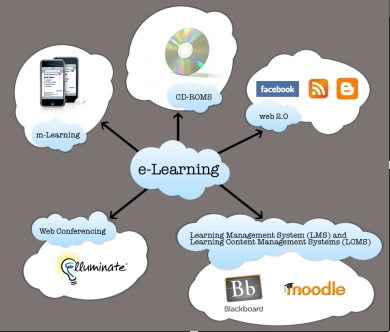 CD-ROMS
m-Learning
facebook
web 2.0
e-Learning
Web Conferencing
elluminate®
Learning Management System (LMS) and
Learning Content Management Systems (LCMS)
Bb
Blackboard
moodle